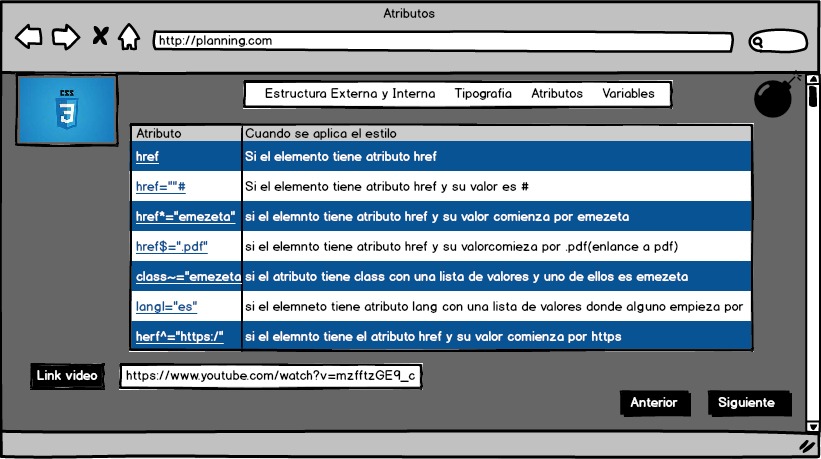 Atributos
http://planning.com
CSS
3
Estructura Externa y Interna Tipografia Atributos Variables
Atributo Cuando se aplica el estilo
href Si el elemento tiene atributo href
href=""# Si el elemento tiene atributo href y su valor es #
href*="emezeta" si el elemnto tiene atributo href y su valor comienza por emezeta
href$=".pdf" si el elemnto tiene atributo href y su valorcomieza por .pdf(enlance a pdf)
class~="emezeta si el atributo tiene class con una lista de valores y uno de ellos es emezeta
langl="es" si el elemneto tiene atributo lang con una lista de valores donde alguno empieza por
herf^="https:/" si el elemnto tiene el atributo href y su valor comienza por https
Link video https://www.youtube.com/watch?v=mzfftzGE9_c
Anterior Siguiente